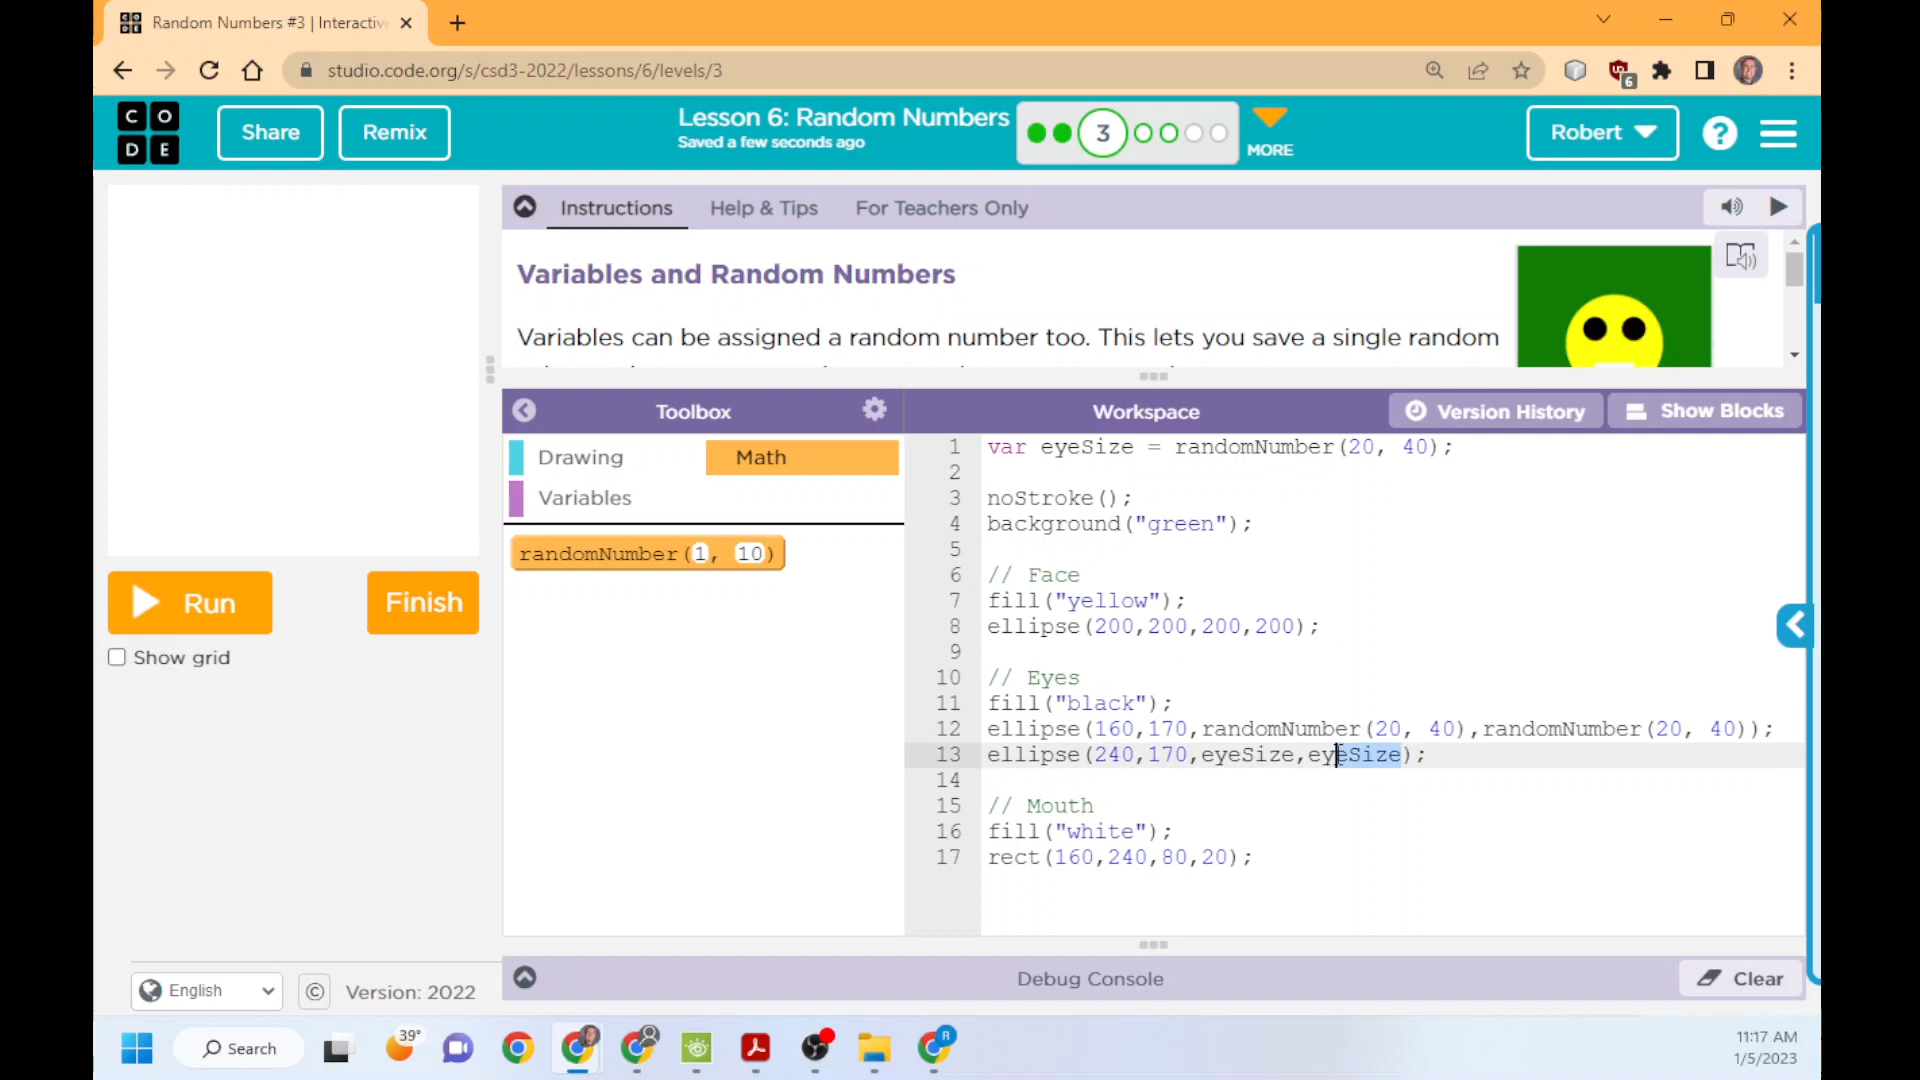 Random Numbers #3 | Interactiv
studio.code.org/s/csd3-2022/lessons/6/levels/3
6
C O
D E
Share
Remix
Lesson 6: Random Numbers
Saved a few seconds ago
3
MORE
Robert
?
Instructions
Help & Tips
For Teachers Only
Variables and Random Numbers
Variables can be assigned a random number too. This lets you save a single random
Toolbox
Workspace
Version History
Show Blocks
Drawing
Math
Variables
randomNumber(1, 10)
1 var eyeSize = randomNumber(20, 40);
2
3 noStroke();
4 background("green");
5
6 // Face
7 fill("yellow");
8 ellipse(200,200,200,200);
9
10 // Eyes
11 fill("black");
12 ellipse(160,170,randomNumber(20, 40),randomNumber(20, 40));
13 ellipse(240,170,eyeSize,eyeSize);
14
15 // Mouth
16 fill("white");
17 rect(160,240,80,20);
Run
Finish
Show grid
English
©
Version: 2022
Debug Console
Clear
Search
39°
R
11:17 AM
1/5/2023